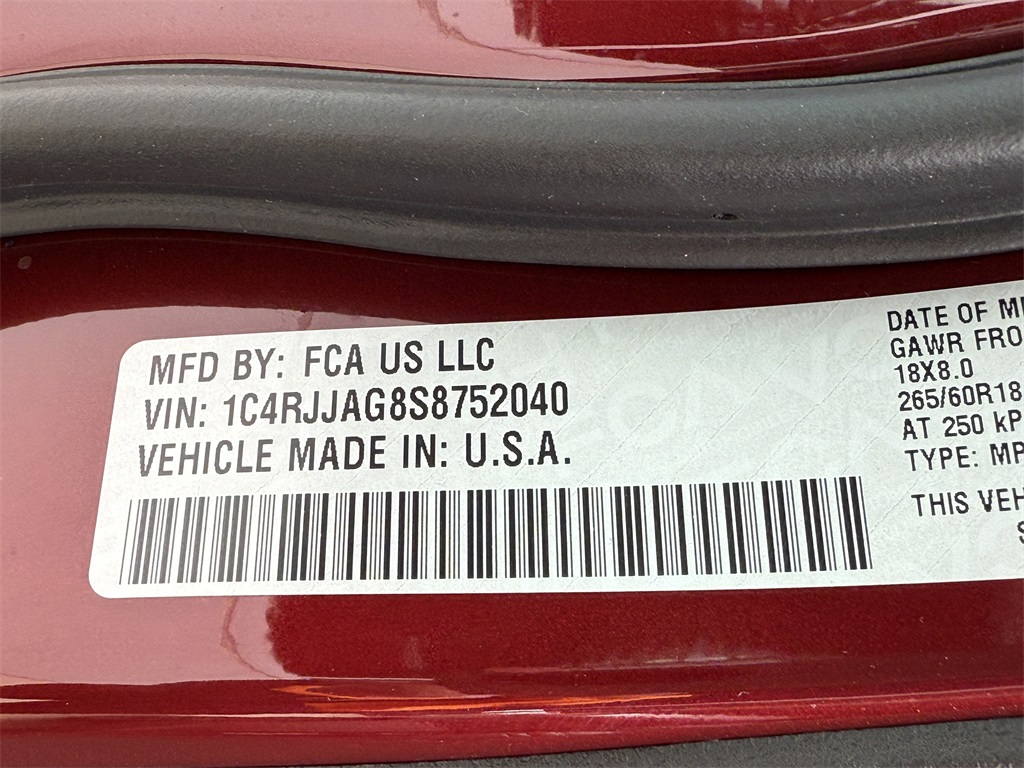 MFD BY: FCA US LLC
VIN: 1C4RJJAG8S8752040
VEHICLE MADE IN: U.S.A.
DATE OF
GAWR
18X8.0
265/60R18
AT 250
TYPE:
THIS